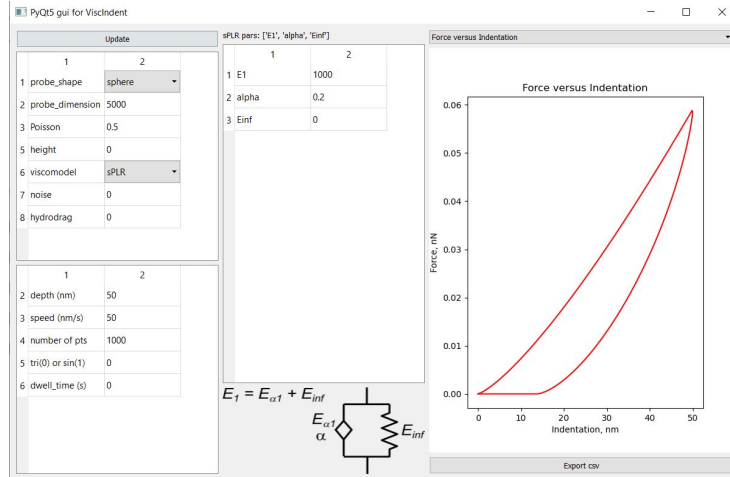 PyQt5 gui for ViscIndent
Update
1 2
1 probe_shape sphere
2 probe_dimension 5000
3 Poisson 0.5
5 height 0
6 viscomodel sPLR
7 noise 0
8 hydrodrag 0
1 2
2 depth (nm) 50
3 speed (nm/s) 50
4 number of pts 1000
5 tri(0) or sin(1) 0
6 dwell_time (s) 0
sPLR pars: ['E1', 'alpha', 'Einf']
1 2
1 E1 1000
2 alpha 0.2
3 Einf 0
E1 = Eα1 + Einf
Eα1
α
Einf
Force versus Indentation
Force versus Indentation
Force, nN
0.06
0.05
0.04
0.03
0.02
0.01
0.00
0 10 20 30 40 50
Indentation, nm
Export csv